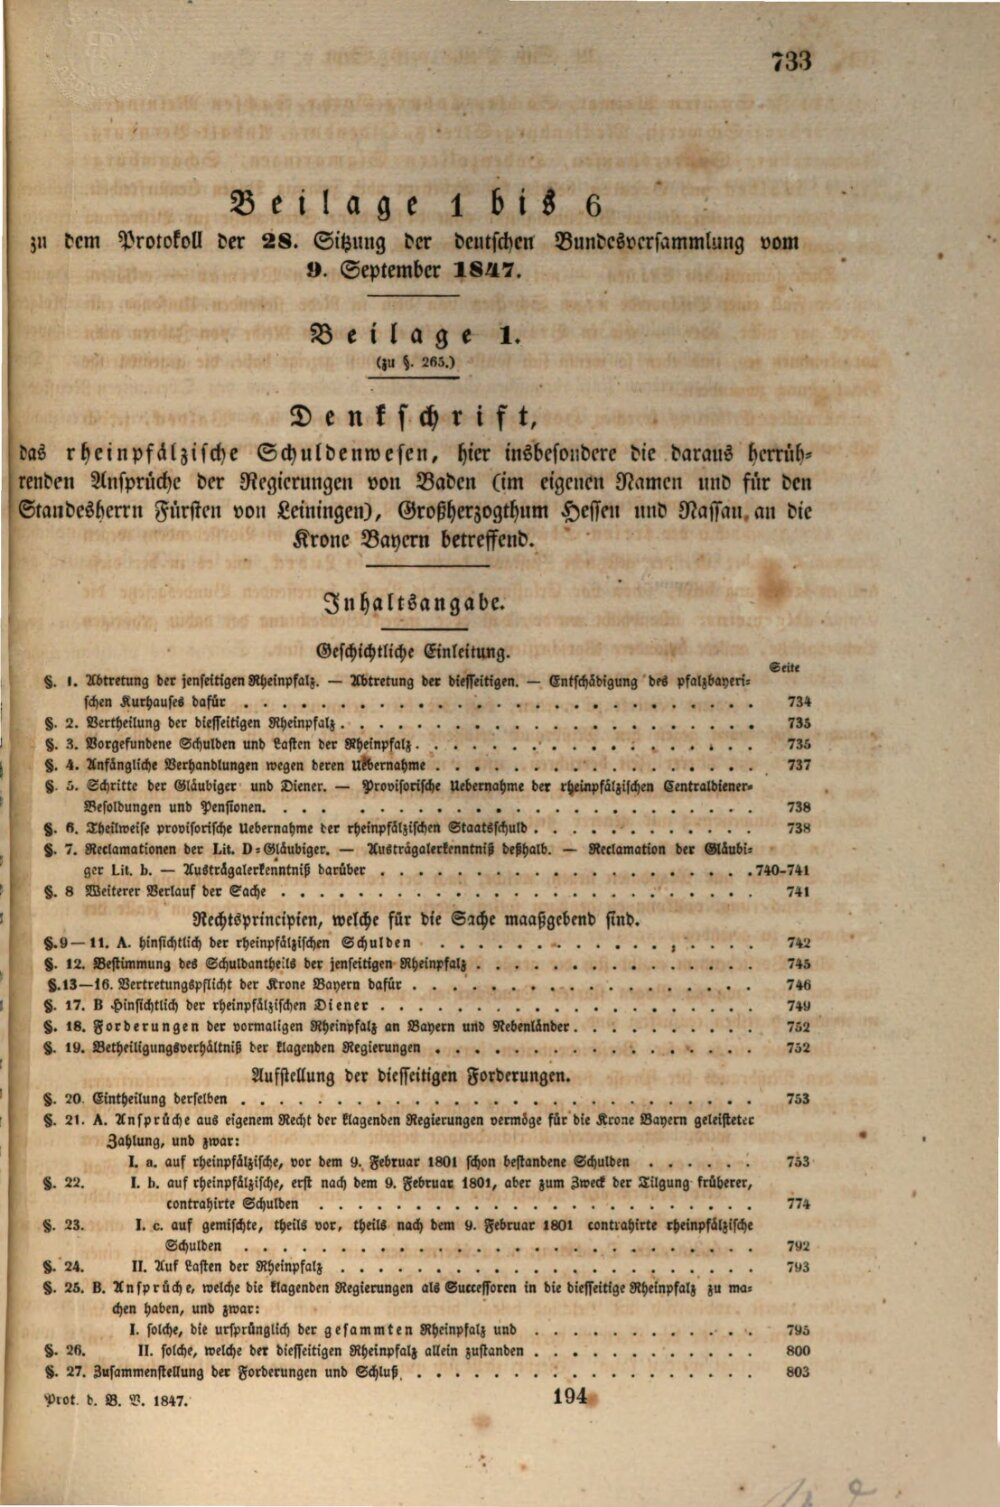 733
Beilage 1 bis 6
zu dem Protokoll der 28. Sitzung der deutschen Bundesversammlung vom
9. September 1847.
Beilage 1.
(zu §. 265.)
Denkschrift,
das rheinpfälzische Schuldenwesen, hier insbesondere die daraus herrüh-
renden Ansprüche der Regierungen von Baden (im eigenen Namen und für den
Standesherrn Fürsten von Leiningen), Großherzogthum Hessen und Nassau, an die
Krone Bayern betreffend.
Inhaltsangabe.
Geschichtliche Einleitung.
Seite
§. 1. Abtretung der jenseitigen Rheinpfalz. — Abtretung der diesseitigen. — Entschädigung des pfalzbayeri-
schen Kurhauses dafür . . . . . . . . . . . . . . . . . . . . . . . . 734
§. 2. Vertheilung der diesseitigen Rheinpfalz . . . . . . . . . . . . . . . . . . 735
§. 3. Vorgefundene Schulden und Lasten der Rheinpfalz . . . . . . . . . . . . . . . 735
§. 4. Anfängliche Verhandlungen wegen deren Uebernahme . . . . . . . . . . . . . . 737
§. 5. Schritte der Gläubiger und Diener. — Provisorische Uebernahme der rheinpfälzischen Centraldiener-
Besoldungen und Pensionen. . . . . . . . . . . . . . . . . . . . . . . 738
§. 6. Theilweise provisorische Uebernahme der rheinpfälzischen Staatsschuld . . . . . . . . . . 738
§. 7. Reclamationen der Lit. D-Gläubiger. — Austrägalerkenntniß deßhalb. — Reclamation der Gläubi-
ger Lit. b. — Austrägalerkenntniß darüber . . . . . . . . . . . . . . . . . 740-741
§. 8 Weiterer Verlauf der Sache . . . . . . . . . . . . . . . . . . . . . . 741
Rechtsprincipien, welche für die Sache maaßgebend sind.
§. 9—11. A. hinsichtlich der rheinpfälzischen Schulden . . . . . . . . . . . . . . 742
§. 12. Bestimmung des Schuldantheils der jenseitigen Rheinpfalz . . . . . . . . . . . . 745
§. 13—16. Vertretungspflicht der Krone Bayern dafür . . . . . . . . . . . . . . . 746
§. 17. B Hinsichtlich der rheinpfälzischen Diener . . . . . . . . . . . . . . . . . 749
§. 18. Forderungen der vormaligen Rheinpfalz an Bayern und Nebenländer . . . . . . . . 752
§. 19. Betheiligungsverhältniß der klagenden Regierungen . . . . . . . . . . . . . . 752
Aufstellung der diesseitigen Forderungen.
§. 20. Eintheilung derselben . . . . . . . . . . . . . . . . . . . . . . . . 753
§. 21. A. Ansprüche aus eigenem Recht der klagenden Regierungen vermöge für die Krone Bayern geleisteter
Zahlung, und zwar:
I. a. auf rheinpfälzische, vor dem 9. Februar 1801 schon bestandene Schulden . . . . . . 753
§. 22. I. b. auf rheinpfälzische, erst nach dem 9. Februar 1801, aber zum Zweck der Tilgung früherer,
contrahirte Schulden . . . . . . . . . . . . . . . . . . . . . 774
§. 23. I. c. auf gemischte, theils vor, theils nach dem 9. Februar 1801 contrahirte rheinpfälzische
Schulden . . . . . . . . . . . . . . . . . . . . . . . . 792
§. 24. II. Auf Lasten der Rheinpfalz . . . . . . . . . . . . . . . . . . . . 793
§. 25. B. Ansprüche, welche die klagenden Regierungen als Successoren in die diesseitige Rheinpfalz zu ma-
chen haben, und zwar:
I. solche, die ursprünglich der gesammten Rheinpfalz und . . . . . . . . . . . . 795
§. 26. II. solche, welche der diesseitigen Rheinpfalz allein zustanden . . . . . . . . . . . 800
§. 27. Zusammenstellung der Forderungen und Schluß . . . . . . . . . . . . . . . . 803
Prot. d. B. V. 1847.
194